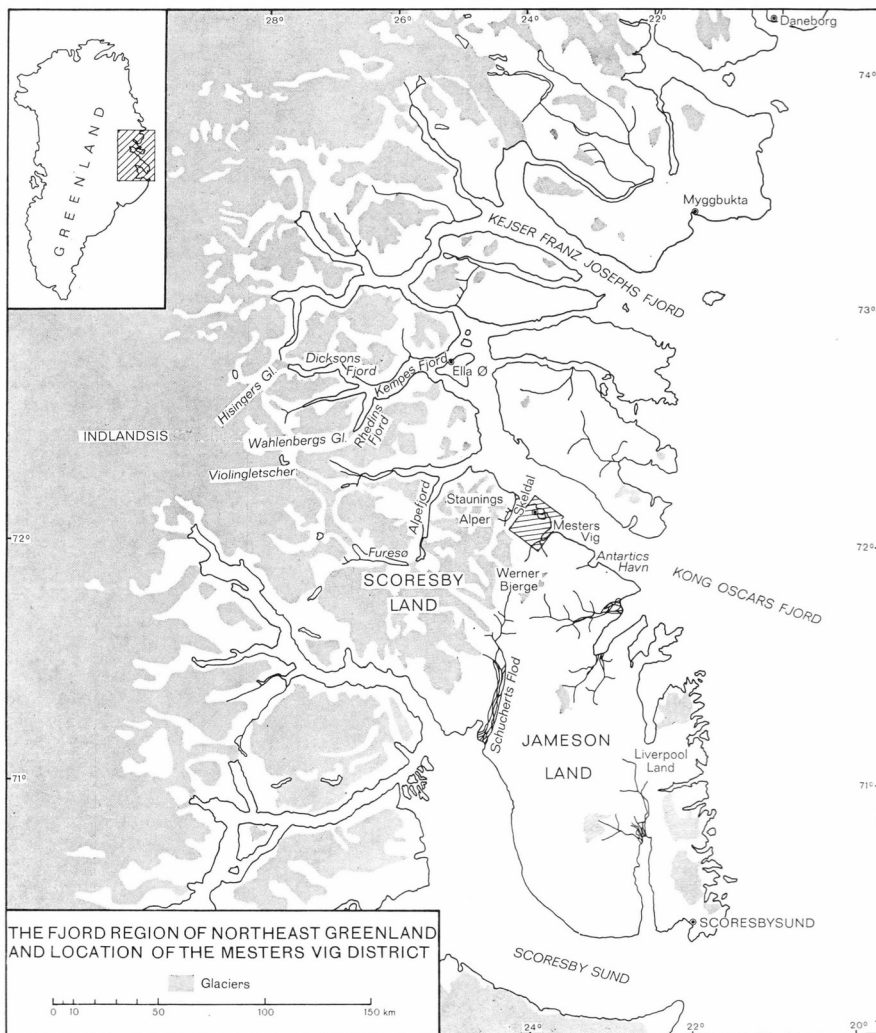 28°
26°
24°
22°
Daneborg
74°
GREENLAND
Myggbukta
KEJSER FRANZ JOSEPHS FJORD
73°
Dicksons
Fjord
Kempes Fjord
Ella Ø
Hisingers Gl.
Rhedins
Fjord
INDLANDSIS
Wahlenbergs Gl.
Violingletscher
Alpefjord
Staunings
Alper
Skeldal
Mesters
Vig
72°
72°
Furesø
Antartics
Havn
SCORESBY
LAND
Werner
Bjerge
KONG OSCARS FJORD
Schucherts Flod
JAMESON
LAND
Liverpool
Land
71°
71°
SCORESBYSUND
THE FJORD REGION OF NORTHEAST GREENLAND
AND LOCATION OF THE MESTERS VIG DISTRICT
SCORESBY SUND
Glaciers
0 10 50 100 150 km
24°
22°
20°